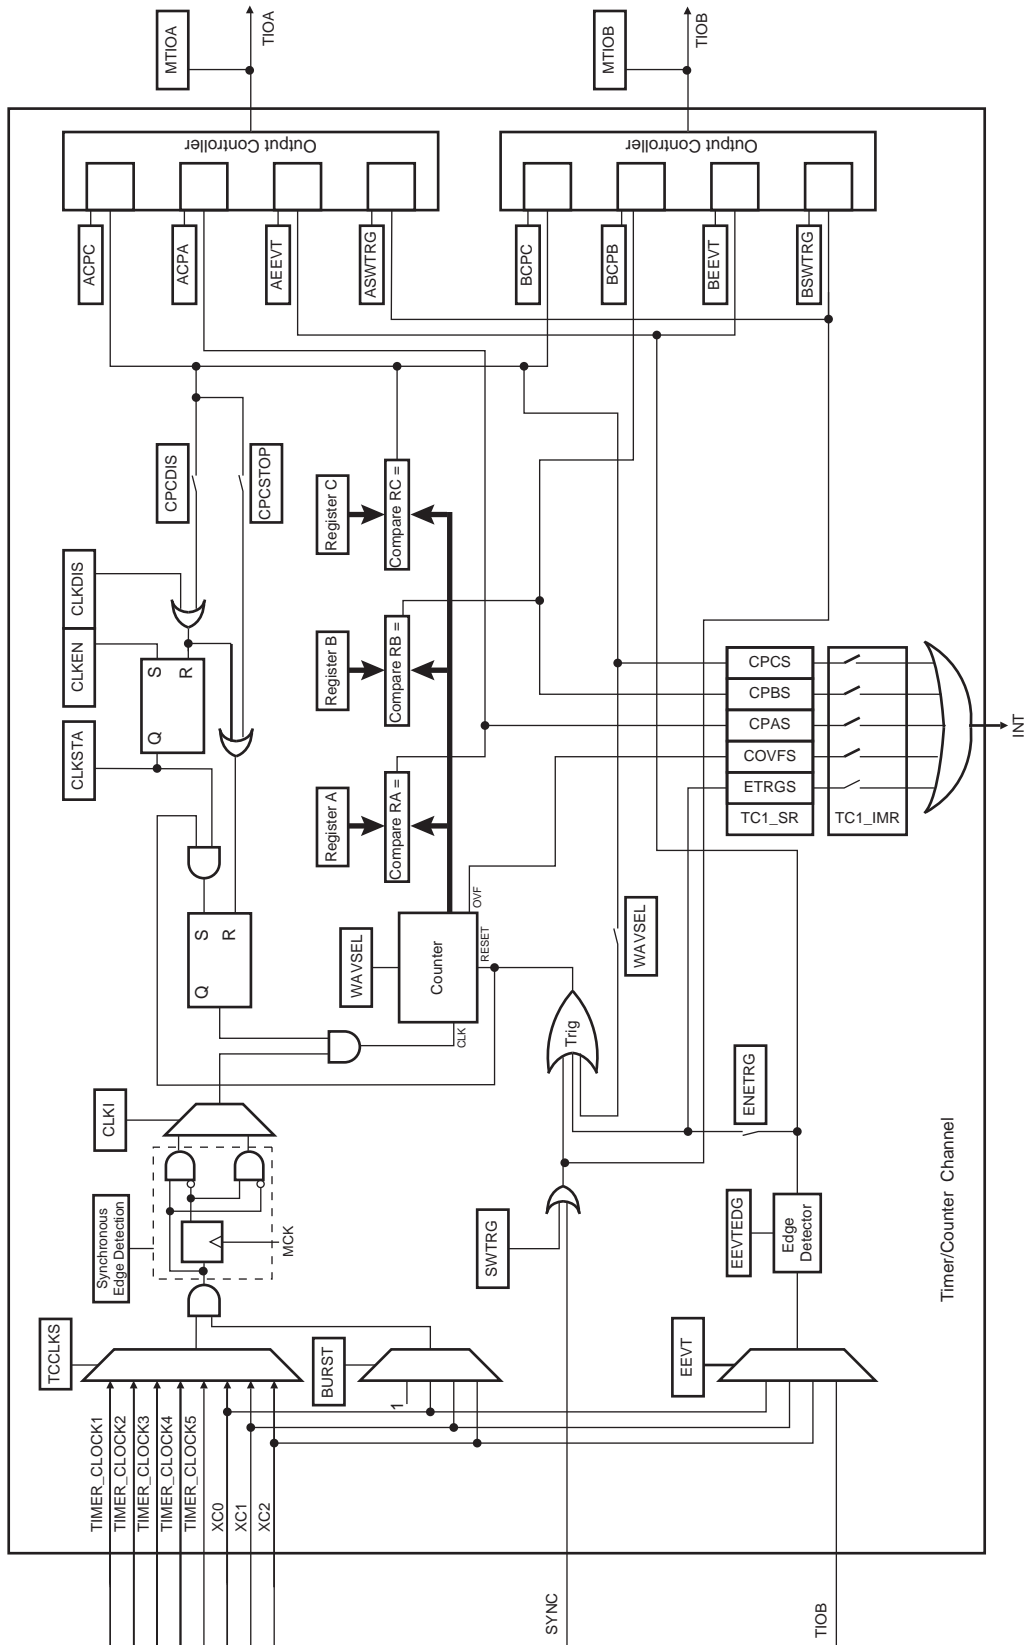 TIMER_CLOCK1
TIMER_CLOCK2
TIMER_CLOCK3
TIMER_CLOCK4
TIMER_CLOCK5
XC0
XC1
XC2
TCCLKS
Synchronous
Edge Detection
CLKI
MCK
BURST
1
CLKSTA
CLKEN
CLKDIS
Q
S
R
Q
S
R
CPCDIS
CPCSTOP
WAVSEL
Counter
CLK
RESET
OVF
Register A
Register B
Register C
Compare RA =
Compare RB =
Compare RC =
SYNC
SWTRG
Trig
WAVSEL
TIOB
EEVT
EEVTEDG
Edge
Detector
ENETRG
ETRGS
COVFS
CPAS
CPBS
CPCS
TC1_SR
TC1_IMR
INT
ACPC
ACPA
AEEVT
ASWTRG
Output Controller
MTIOA
TIOA
BCPC
BCPB
BEEVT
BSWTRG
Output Controller
MTIOB
TIOB
Timer/Counter Channel